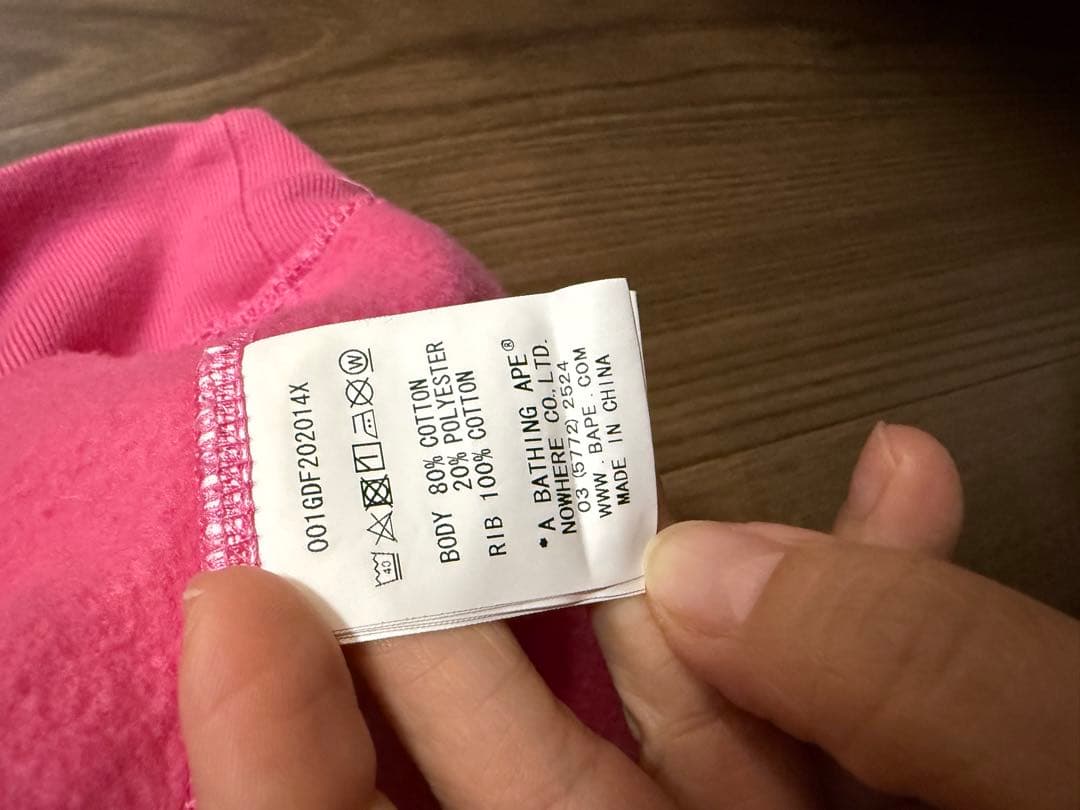 001GDF202014X
40 W
BODY 80% COTTON
20% POLYESTER
RIB 100% COTTON
*A BATHING APE®
NOWHERE CO., LTD.
03 (5772) 2524
WWW.BAPE.COM
MADE IN CHINA